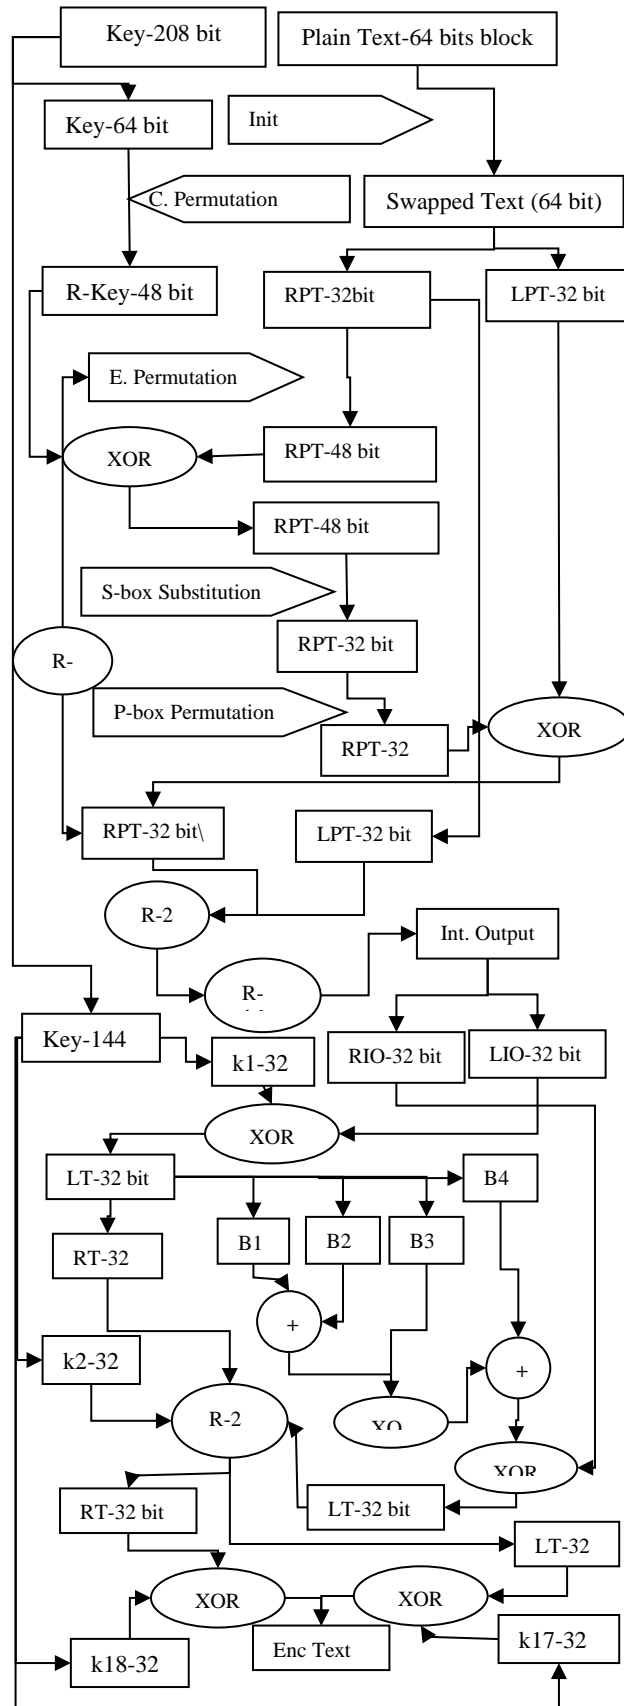 Key-208 bit
Plain Text-64 bits block
Key-64 bit
Init
C. Permutation
Swapped Text (64 bit)
R-Key-48 bit
RPT-32bit
LPT-32 bit
E. Permutation
XOR
RPT-48 bit
RPT-48 bit
S-box Substitution
RPT-32 bit
R-
P-box Permutation
XOR
RPT-32
RPT-32 bit\
LPT-32 bit
R-2
Int. Output
R-
Key-144
k1-32
RIO-32 bit
LIO-32 bit
XOR
LT-32 bit
B4
RT-32
B1
B2
B3
+
k2-32
+
R-2
XO
XOR
RT-32 bit
LT-32 bit
LT-32
XOR
XOR
Enc Text
k18-32
k17-32